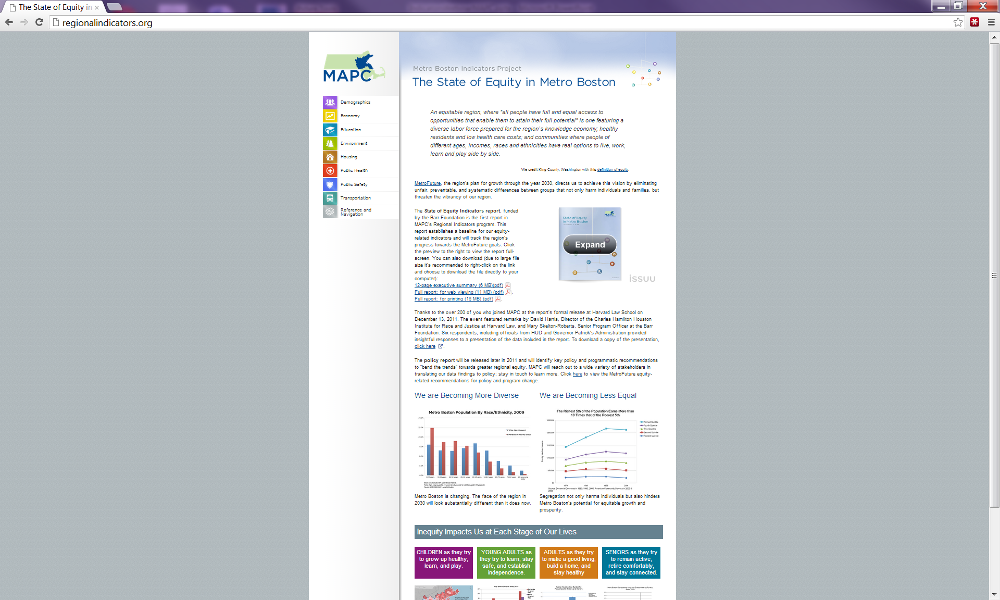 The State of Equity in
regionalindicators.org
MAPC
Metro Boston Indicators Project
The State of Equity in Metro Boston
Demographics
Economy
Education
Environment
Housing
Public Health
Public Safety
Transportation
Reference and
Navigation
An equitable region, where "all people have full and equal access to
opportunities that enable them to attain their full potential" is one featuring a
diverse labor force prepared for the region's knowledge economy; healthy
residents and low health care costs; and communities where people of
different ages, incomes, races and ethnicities have real options to live, work,
learn and play side by side.
We credit King County, Washington with this definition of equity.
MetroFuture, the region's plan for growth through the year 2030, directs us to achieve this vision by eliminating
unfair, preventable, and systematic differences between groups that not only harm individuals and families, but
threaten the vibrancy of our region.
The State of Equity Indicators report, funded
by the Barr Foundation is the first report in
MAPC's Regional Indicators program. This
report establishes a baseline for our equity-
related indicators and will track the region's
progress towards the MetroFuture goals. Click
the preview to the right to view the report full-
screen. You can also download (due to large file
size it's recommended to right-click on the link
and choose to download the file directly to your
computer):
12-page executive summary (6 MB)(pdf)
Full report: for web viewing (11 MB) (pdf).
Full report: for printing (16 MB) (pdf).
MAPC
State of Equity
in Metro Boston
Expand
issuu
Thanks to the over 200 of you who joined MAPC at the report's formal release at Harvard Law School on
December 13, 2011. The event featured remarks by David Harris, Director of the Charles Hamilton Houston
Institute for Race and Justice at Harvard Law, and Mary Skelton-Roberts, Senior Program Officer at the Barr
Foundation. Six respondents, including officials from HUD and Governor Patrick's Administration provided
insightful responses to a presentation of the data included in the report. To download a copy of the presentation,
click here.
The policy report will be released later in 2011 and will identify key policy and programmatic recommendations
to "bend the trends" towards greater regional equity. MAPC will reach out to a wide variety of stakeholders in
translating our data findings to policy; stay in touch to learn more. Click here to view the MetroFuture equity-
related recommendations for policy and program change.
We are Becoming More Diverse
Metro Boston Population By Race/Ethnicity, 2009
Metro Boston is changing. The face of the region in
2030 will look substantially different than it does now.
We are Becoming Less Equal
The Richest 5th of the Population Earns More than
10 Times that of the Poorest 5th
Richest Quintile
Fourth Quintile
Third Quintile
Second Quintile
Poorest Quintile
Segregation not only harms individuals but also hinders
Metro Boston's potential for equitable growth and
prosperity.
Inequity Impacts Us at Each Stage of Our Lives
CHILDREN as they try
to grow up healthy,
learn, and play.
YOUNG ADULTS as
they try to learn, stay
safe, and establish
independence.
ADULTS as they try
to make a good living,
build a home, and
stay healthy
SENIORS as they try
to remain active,
retire comfortably,
and stay connected.